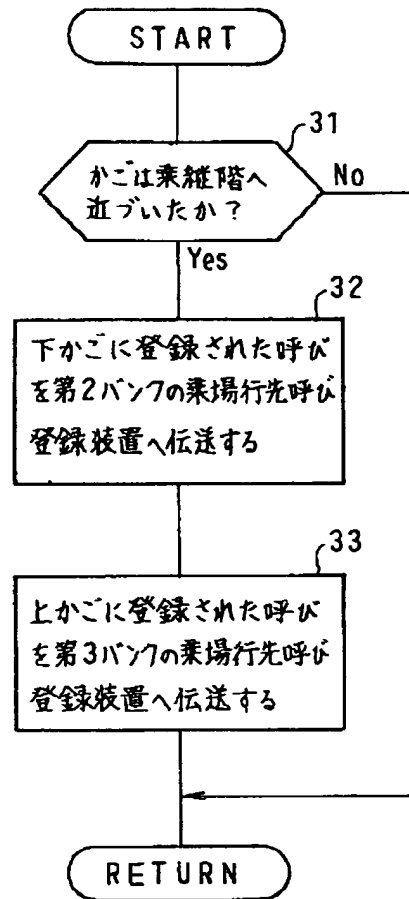 START
31
かごは乗継階へ
近づいたか?
No
Yes
32
下かごに登録された呼び
を第2バンクの乗場行先呼び
登録装置へ伝送する
33
上かごに登録された呼び
を第3バンクの乗場行先呼び
登録装置へ伝送する
RETURN